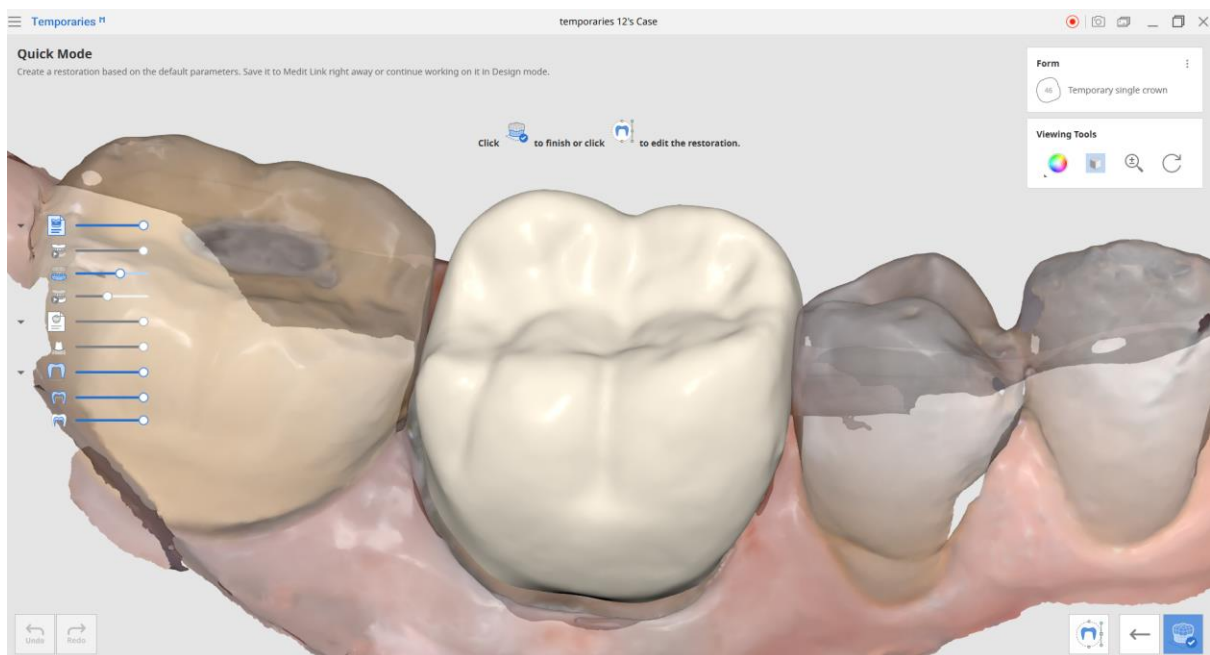 Temporaries M
temporaries 12's Case
Quick Mode
Create a restoration based on the default parameters. Save it to Medit Link right away or continue working on it in Design mode.
Click to finish or click to edit the restoration.
Form
46 Temporary single crown
Viewing Tools
Undo Redo